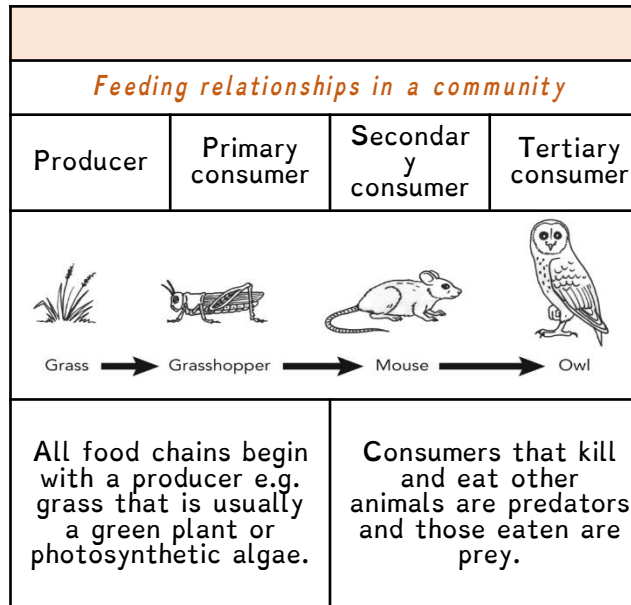 Feeding relationships in a community
Producer
Primary
consumer
Secondar
y
consumer
Tertiary
consumer
Grass
Grasshopper
Mouse
Owl
All food chains begin
with a producer e.g.
grass that is usually
a green plant or
photosynthetic algae.
Consumers that kill
and eat other
animals are predators
and those eaten are
prey.